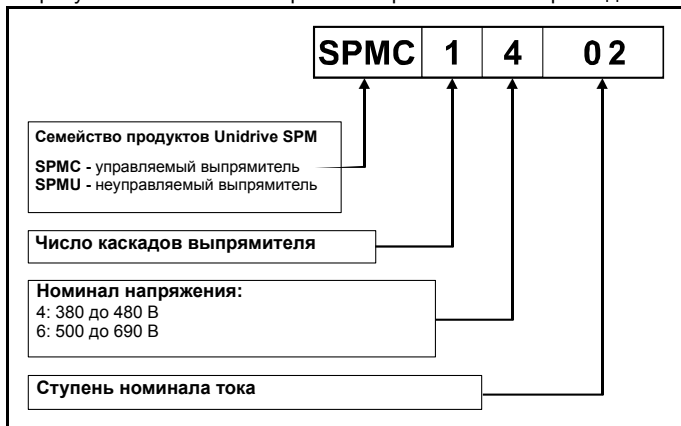 SPMC 1 4 02
Семейство продуктов Unidrive SPM
SPMC - управляемый выпрямитель
SPMU - неуправляемый выпрямитель
Число каскадов выпрямителя
Номинал напряжения:
4: 380 до 480 В
6: 500 до 690 В
Ступень номинала тока